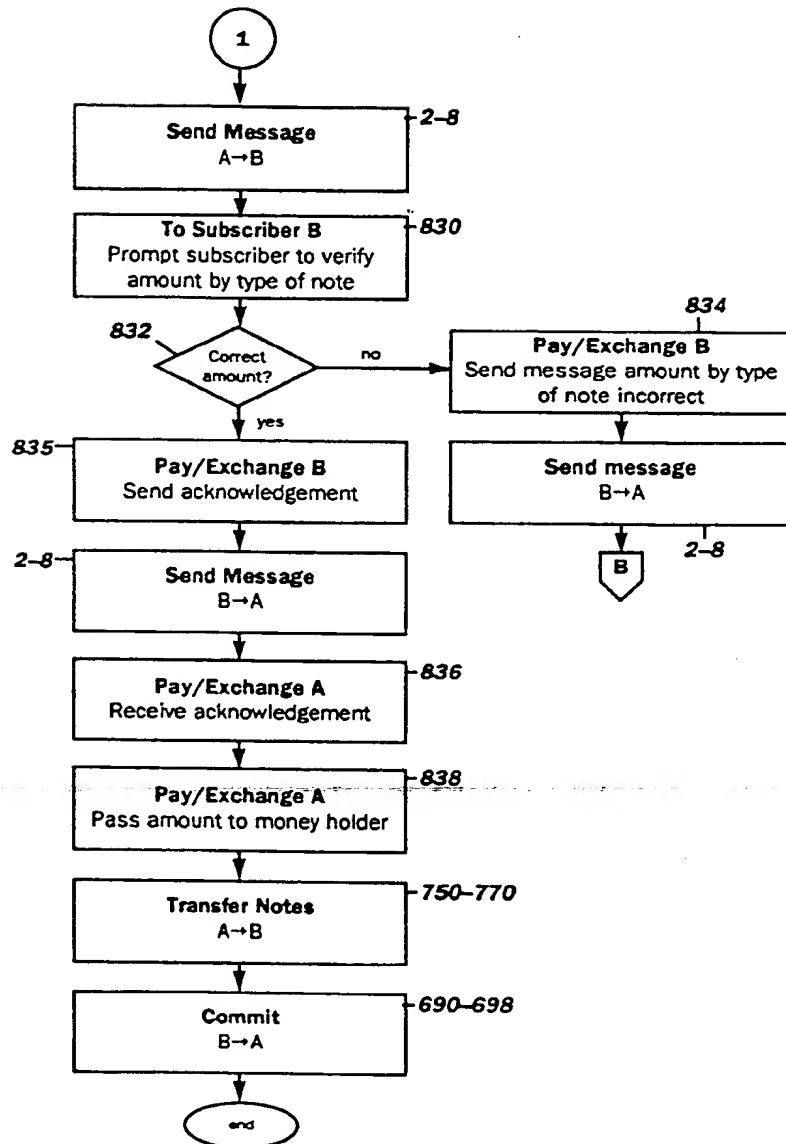 1
Send Message
A→B
2-8
To Subscriber B
Prompt subscriber to verify
amount by type of note
830
832
Correct
amount?
no
yes
834
Pay/Exchange B
Send message amount by type
of note incorrect
Send message
B→A
2-8
B
835
Pay/Exchange B
Send acknowledgement
2-8
Send Message
B→A
Pay/Exchange A
Receive acknowledgement
836
Pay/Exchange A
Pass amount to money holder
838
Transfer Notes
A→B
750-770
Commit
B→A
690-698
end